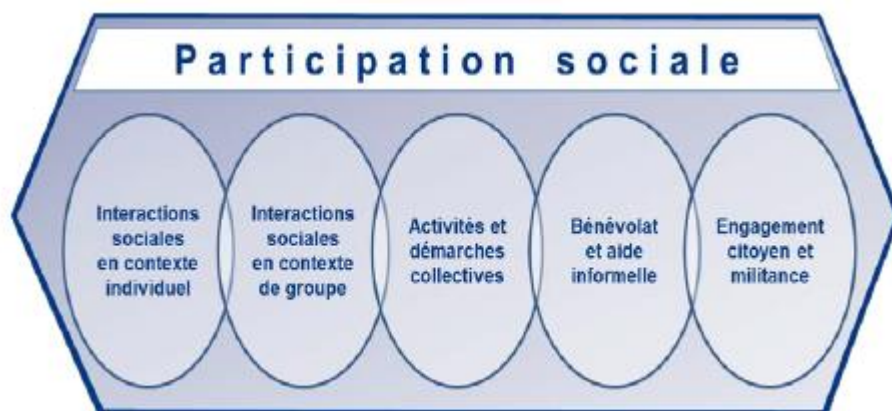 Participation sociale
Interactions
sociales
en contexte
individuel
Interactions
sociales
en contexte
de groupe
Activités et
démarches
collectives
Bénévolat
et aide
informelle
Engagement
citoyen et
militance